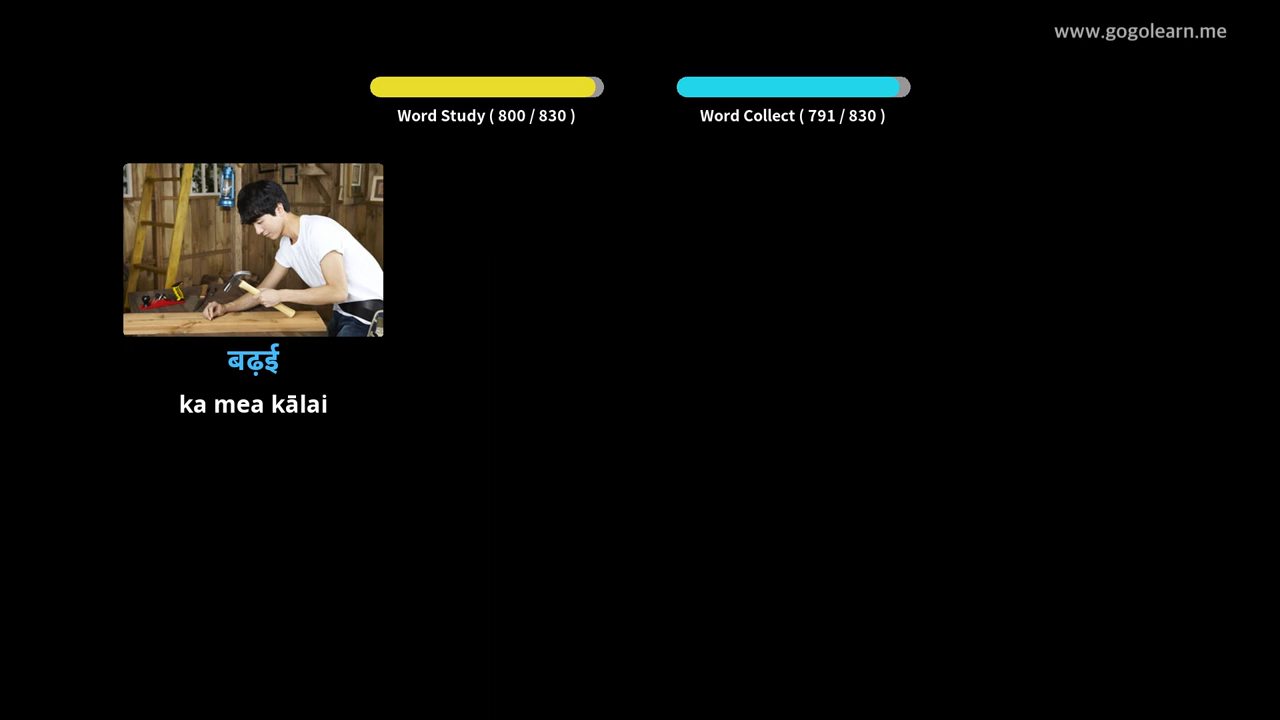 www.gogolearn.me
Word Study ( 800 / 830 )
Word Collect ( 791 / 830 )
बढ़ई
ka mea kālai